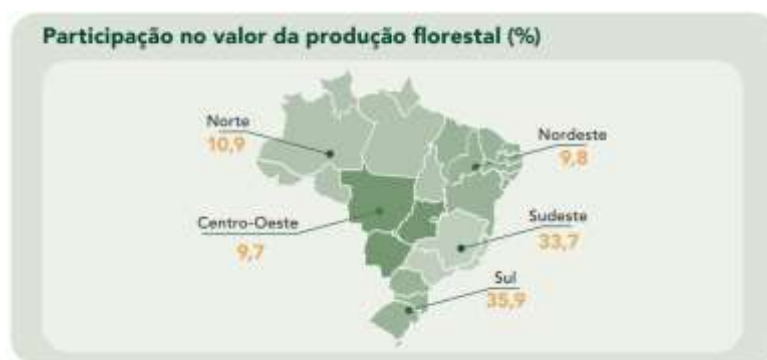 Participação no valor da produção florestal (%)
Norte
10,9
Nordeste
9,8
Centro-Oeste
9,7
Sudeste
33,7
Sul
35,9